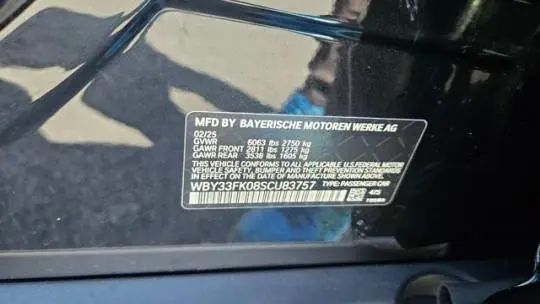 MFD BY BAYERISCHE MOTOREN WERKE AG
02/25
GVWR 6063 lbs 2750 kg
GAWR FRONT 2811 lbs 1275 kg
GAWR REAR 3538 lbs 1605 kg
THIS VEHICLE CONFORMS TO ALL APPLICABLE U.S. FEDERAL MOTOR
VEHICLE SAFETY, BUMPER AND THEFT PREVENTION STANDARDS
IN EFFECT ON THE DATE OF MANUFACTURE SHOWN ABOVE
WBY33FK08SCU83757 TYPE: PASSENGER CAR
475